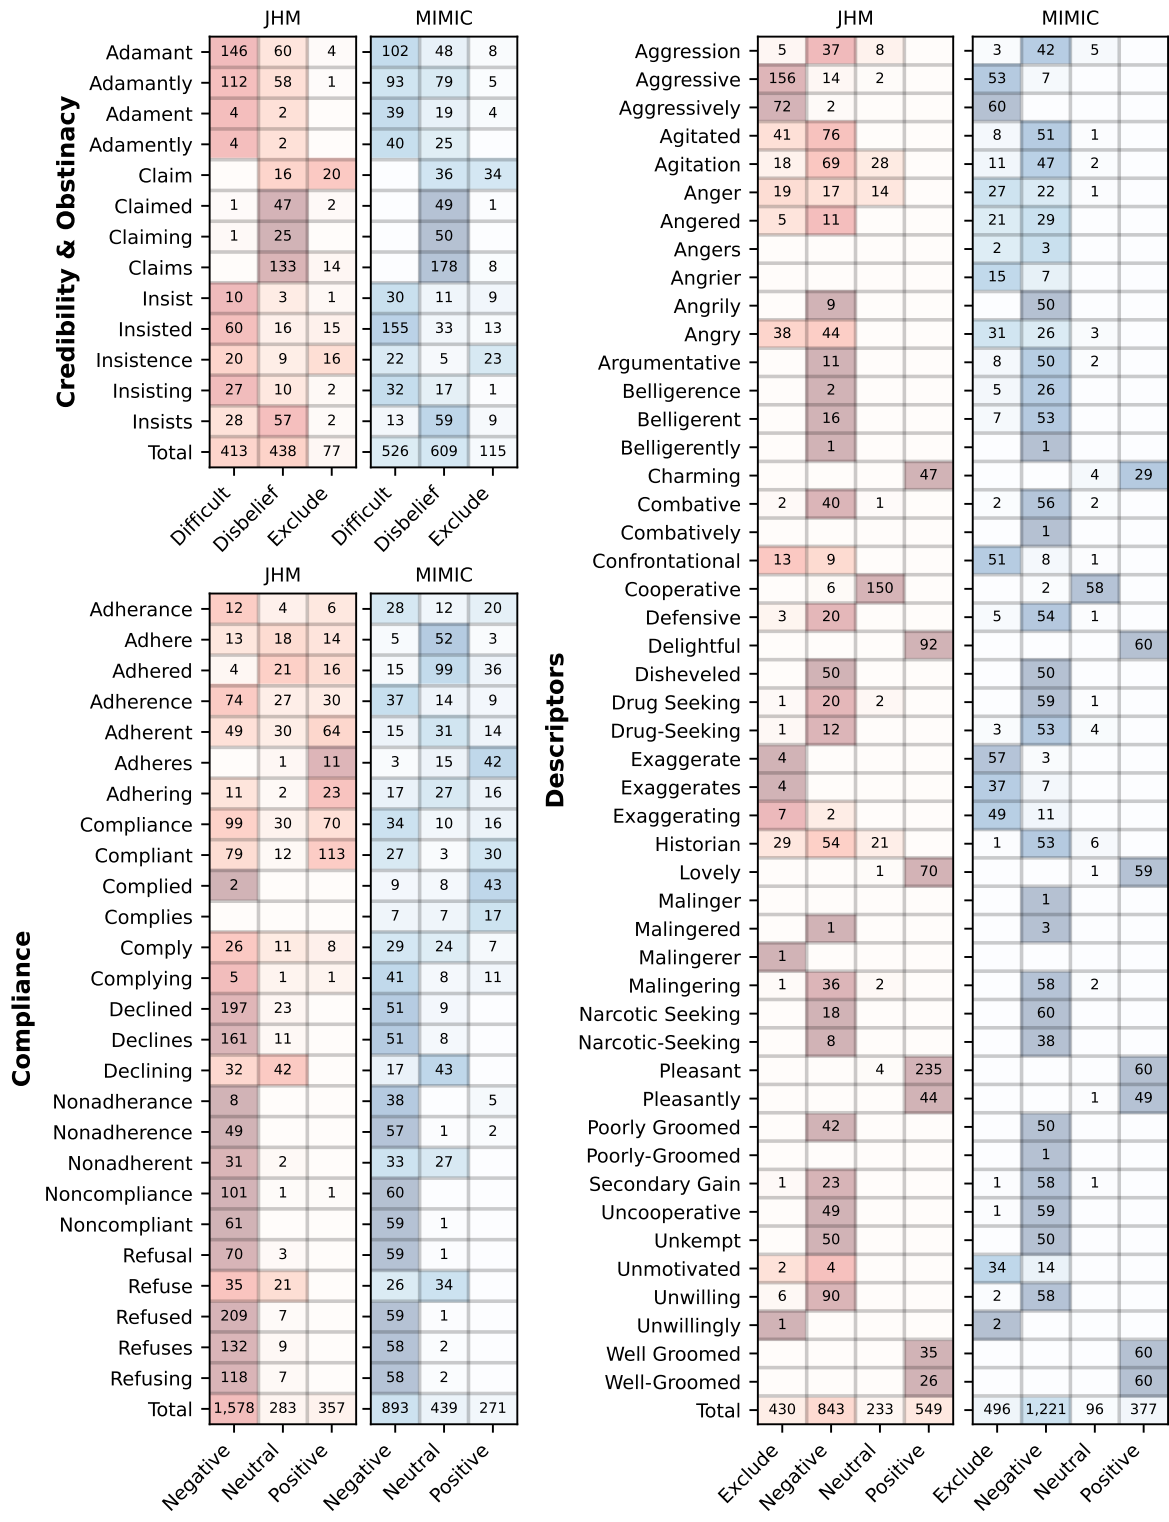 Credibility & Obstinacy
JHM MIMIC
Adamant 146 60 4 102 48 8
Adamantly 112 58 1 93 79 5
Adament 4 2 39 19 4
Adamently 4 2 40 25
Claim 16 20 36 34
Claimed 1 47 2 49 1
Claiming 1 25 50
Claims 133 14 178 8
Insist 10 3 1 30 11 9
Insisted 60 16 15 155 33 13
Insistence 20 9 16 22 5 23
Insisting 27 10 2 32 17 1
Insists 28 57 2 13 59 9
Total 413 438 77 526 609 115
Difficult Disbelief Exclude Difficult Disbelief Exclude
Compliance
JHM MIMIC
Adherance 12 4 6 28 12 20
Adhere 13 18 14 5 52 3
Adhered 4 21 16 15 99 36
Adherence 74 27 30 37 14 9
Adherent 49 30 64 15 31 14
Adheres 1 11 3 15 42
Adhering 11 2 23 17 27 16
Compliance 99 30 70 34 10 16
Compliant 79 12 113 27 3 30
Complied 2 9 8 43
Complies 7 7 17
Comply 26 11 8 29 24 7
Complying 5 1 1 41 8 11
Declined 197 23 51 9
Declines 161 11 51 8
Declining 32 42 17 43
Nonadherance 8 38 5
Nonadherence 49 57 1 2
Nonadherent 31 2 33 27
Noncompliance 101 1 1 60
Noncompliant 61 59 1
Refusal 70 3 59 1
Refuse 35 21 26 34
Refused 209 7 59 1
Refuses 132 9 58 2
Refusing 118 7 58 2
Total 1,578 283 357 893 439 271
Negative Neutral Positive Negative Neutral Positive
Descriptors
JHM MIMIC
Aggression 5 37 8 3 42 5
Aggressive 156 14 2 53 7
Aggressively 72 2 60
Agitated 41 76 8 51 1
Agitation 18 69 28 11 47 2
Anger 19 17 14 27 22 1
Angered 5 11 21 29
Angers 2 3
Angrier 15 7
Angrily 9 50
Angry 38 44 31 26 3
Argumentative 11 8 50 2
Belligerence 2 5 26
Belligerent 16 7 53
Belligerently 1 1
Charming 47 4 29
Combative 2 40 1 2 56 2
Combatively 1
Confrontational 13 9 51 8 1
Cooperative 6 150 2 58
Defensive 3 20 5 54 1
Delightful 92 60
Disheveled 50 50
Drug Seeking 1 20 2 59 1
Drug-Seeking 1 12 3 53 4
Exaggerate 4 57 3
Exaggerates 4 37 7
Exaggerating 7 2 49 11
Historian 29 54 21 1 53 6
Lovely 1 70 1 59
Malinger 1
Malingered 1 3
Malingerer 1
Malingering 1 36 2 58 2
Narcotic Seeking 18 60
Narcotic-Seeking 8 38
Pleasant 4 235 60
Pleasantly 44 1 49
Poorly Groomed 42 50
Poorly-Groomed 1
Secondary Gain 1 23 1 58 1
Uncooperative 49 1 59
Unkempt 50 50
Unmotivated 2 4 34 14
Unwilling 6 90 2 58
Unwillingly 1 2
Well Groomed 35 60
Well-Groomed 26 60
Total 430 843 233 549 496 1,221 96 377
Exclude Negative Neutral Positive Exclude Negative Neutral Positive